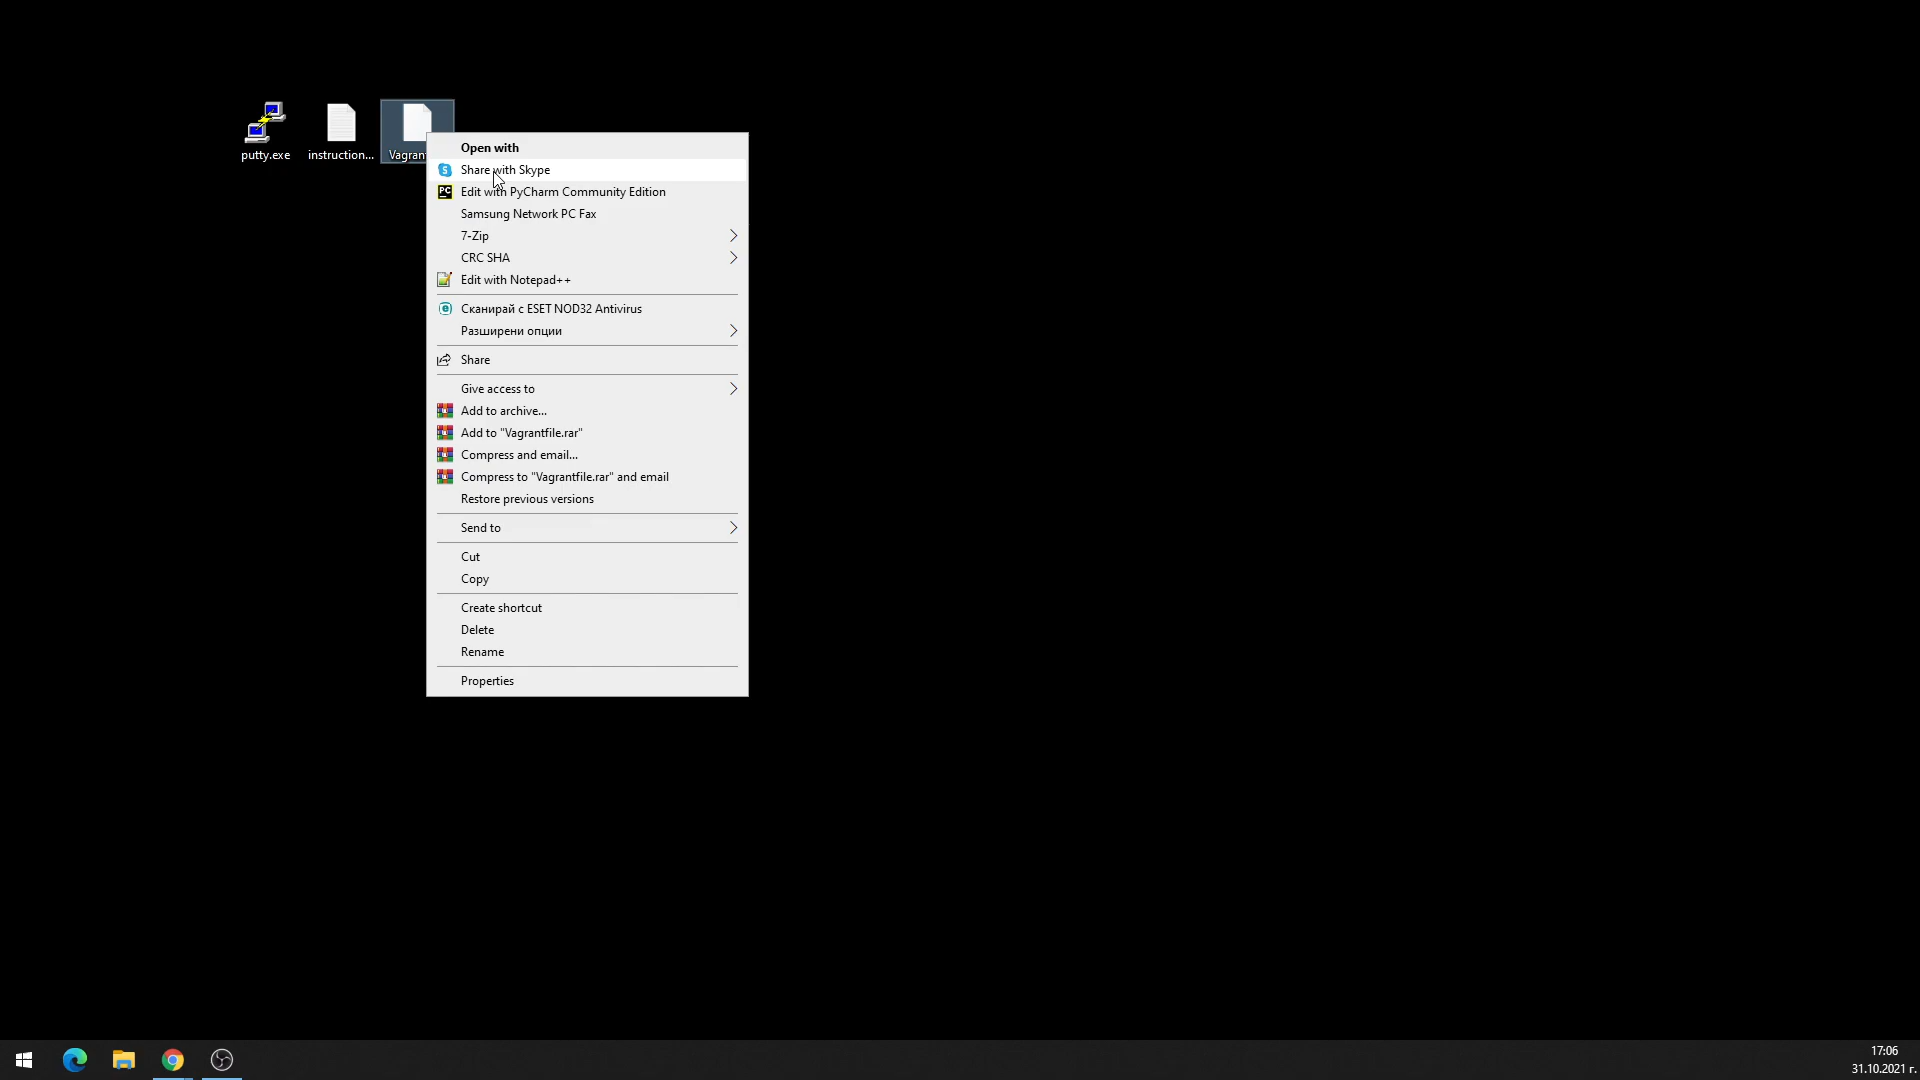 putty.exe
instruction...
Vagrant
Open with
Share with Skype
Edit with PyCharm Community Edition
Samsung Network PC Fax
7-Zip
CRC SHA
Edit with Notepad++
Сканирай с ESET NOD32 Antivirus
Разширени опции
Share
Give access to
Add to archive...
Add to "Vagrantfile.rar"
Compress and email...
Compress to "Vagrantfile.rar" and email
Restore previous versions
Send to
Cut
Copy
Create shortcut
Delete
Rename
Properties
17:06
31.10.2021 г.